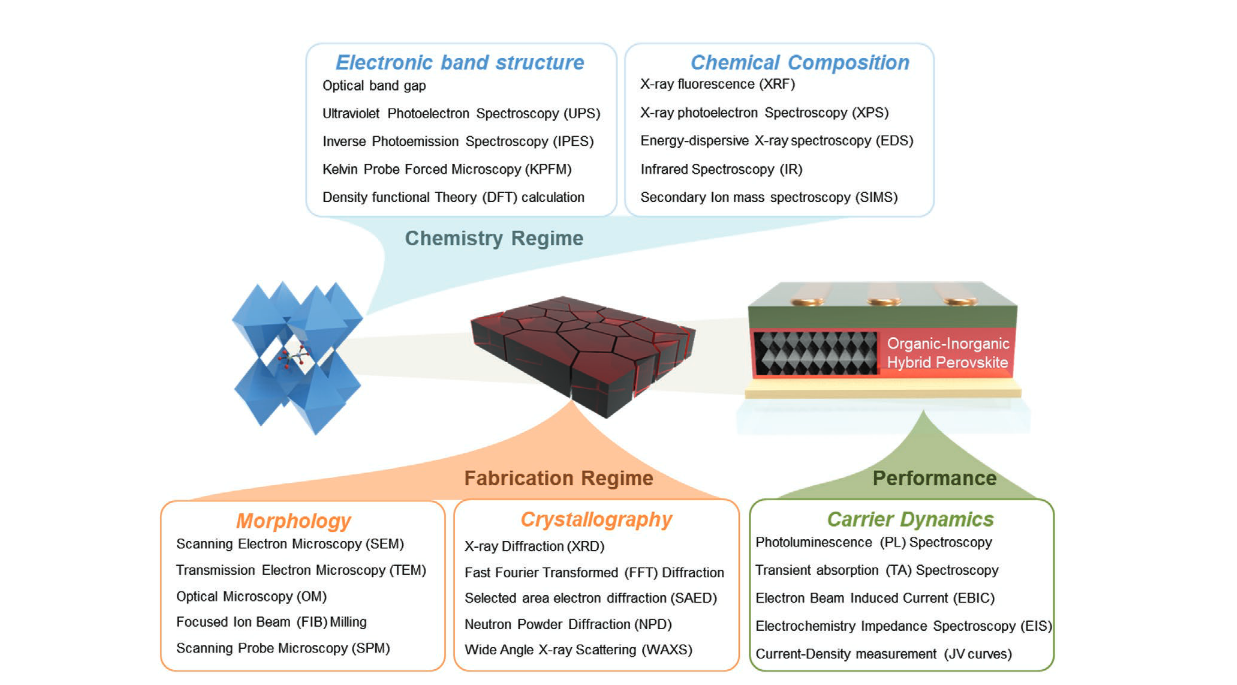 Electronic band structure
Optical band gap
Ultraviolet Photoelectron Spectroscopy (UPS)
Inverse Photoemission Spectroscopy (IPES)
Kelvin Probe Forced Microscopy (KPFM)
Density functional Theory (DFT) calculation
Chemical Composition
X-ray fluorescence (XRF)
X-ray photoelectron Spectroscopy (XPS)
Energy-dispersive X-ray spectroscopy (EDS)
Infrared Spectroscopy (IR)
Secondary Ion mass spectroscopy (SIMS)
Chemistry Regime
Organic-Inorganic
Hybrid Perovskite
Fabrication Regime
Performance
Morphology
Scanning Electron Microscopy (SEM)
Transmission Electron Microscopy (TEM)
Optical Microscopy (OM)
Focused Ion Beam (FIB) Milling
Scanning Probe Microscopy (SPM)
Crystallography
X-ray Diffraction (XRD)
Fast Fourier Transformed (FFT) Diffraction
Selected area electron diffraction (SAED)
Neutron Powder Diffraction (NPD)
Wide Angle X-ray Scattering (WAXS)
Carrier Dynamics
Photoluminescence (PL) Spectroscopy
Transient absorption (TA) Spectroscopy
Electron Beam Induced Current (EBIC)
Electrochemistry Impedance Spectroscopy (EIS)
Current-Density measurement (JV curves)